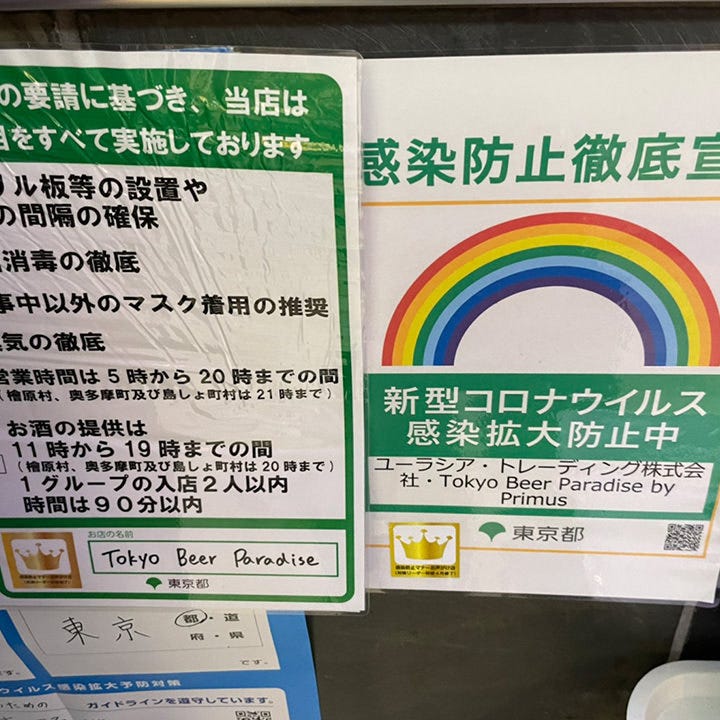 の要請に基づき、当店は
目をすべて実施しております
リル板等の設置や
の間隔の確保
消毒の徹底
事中以外のマスク着用の推奨
気の徹底
営業時間は5時から20時までの間
(檜原村、奥多摩町及び島しょ町村は21時まで)
お酒の提供は
11時から19時までの間
(檜原村、奥多摩町及び島しょ町村は20時まで)
1グループの入店2人以内
時間は90分以内
お店の名前
Tokyo Beer Paradise
東京都
感染防止徹底宣
新型コロナウイルス
感染拡大防止中
ユーラシア・トレーディング株式会
社・Tokyo Beer Paradise by
Primus
東京都
東京
都・道
府・県
です。
ウイルス感染拡大予防対策
のための
ガイドラインを遵守しています。